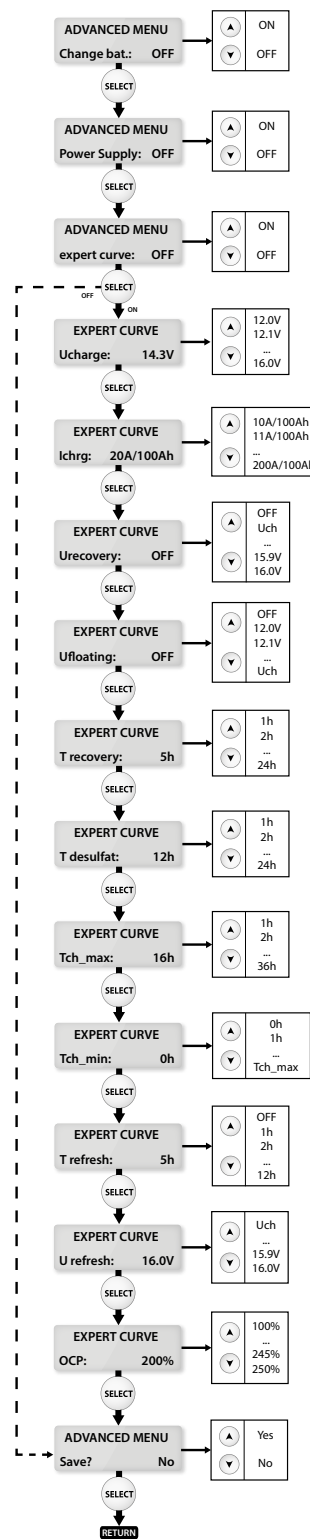 ADVANCED MENU
Change bat.: OFF
ON
OFF
SELECT
ADVANCED MENU
Power Supply: OFF
ON
OFF
SELECT
ADVANCED MENU
expert curve: OFF
ON
OFF
SELECT
OFF
ON
EXPERT CURVE
Ucharge: 14.3V
12.0V
12.1V
...
16.0V
SELECT
EXPERT CURVE
Ichrg: 20A/100Ah
10A/100Ah
11A/100Ah
...
200A/100Ah
SELECT
EXPERT CURVE
Urecovery: OFF
OFF
Uch
...
15.9V
16.0V
SELECT
EXPERT CURVE
Ufloating: OFF
OFF
12.0V
12.1V
...
Uch
SELECT
EXPERT CURVE
T recovery: 5h
1h
2h
...
24h
SELECT
EXPERT CURVE
T desulfat: 12h
1h
2h
...
24h
SELECT
EXPERT CURVE
Tch_max: 16h
1h
2h
...
36h
SELECT
EXPERT CURVE
Tch_min: 0h
0h
1h
...
Tch_max
SELECT
EXPERT CURVE
T refresh: 5h
OFF
1h
2h
...
12h
SELECT
EXPERT CURVE
U refresh: 16.0V
Uch
...
15.9V
16.0V
SELECT
EXPERT CURVE
OCP: 200%
100%
...
245%
250%
SELECT
ADVANCED MENU
Save? No
Yes
No
SELECT
RETURN